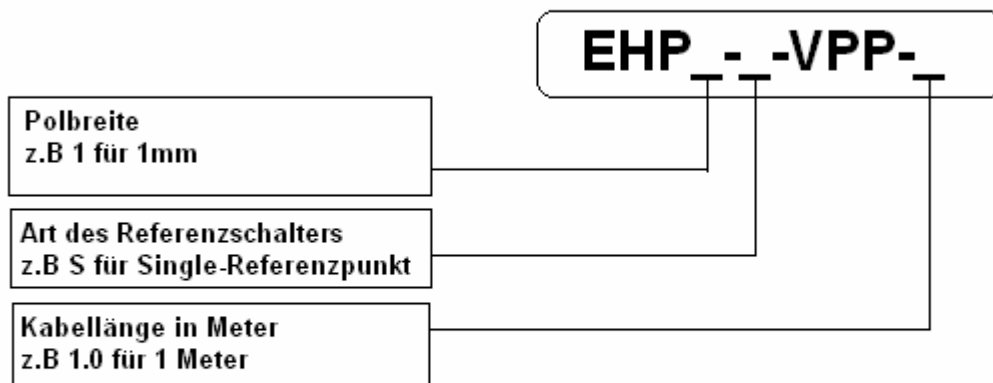 EHP_-_-VPP-_
Polbreite
z.B 1 für 1mm
Art des Referenzschalters
z.B S für Single-Referenzpunkt
Kabellänge in Meter
z.B 1.0 für 1 Meter